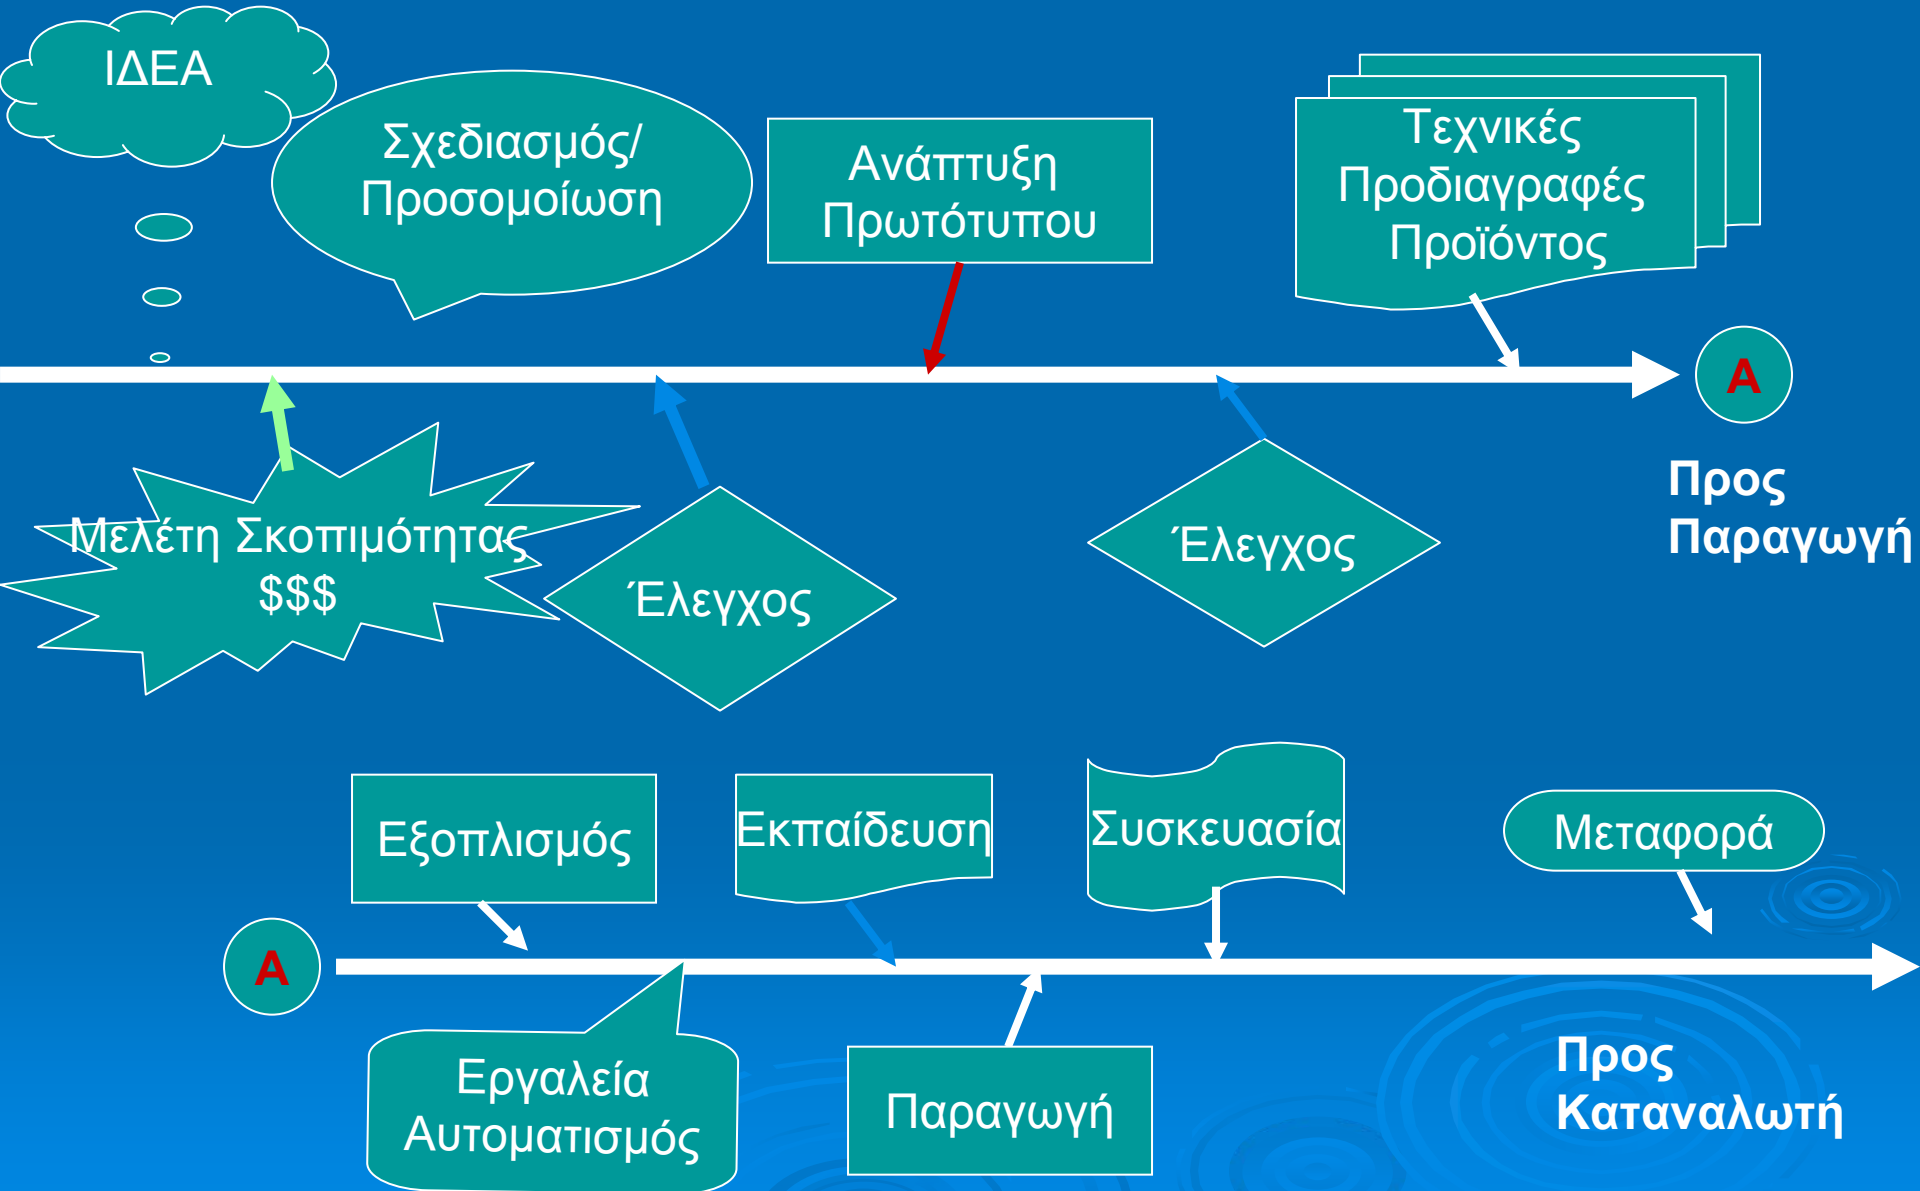 ΙΔΕΑ
Σχεδιασμός/
Προσομοίωση
Ανάπτυξη
Πρωτότυπου
Τεχνικές
Προδιαγραφές
Προϊόντος
Α
Προς
Παραγωγή
Μελέτη Σκοπιμότητας
$$$
Έλεγχος
Έλεγχος
Εξοπλισμός
Εκπαίδευση
Συσκευασία
Μεταφορά
Α
Εργαλεία
Αυτοματισμός
Παραγωγή
Προς
Καταναλωτή